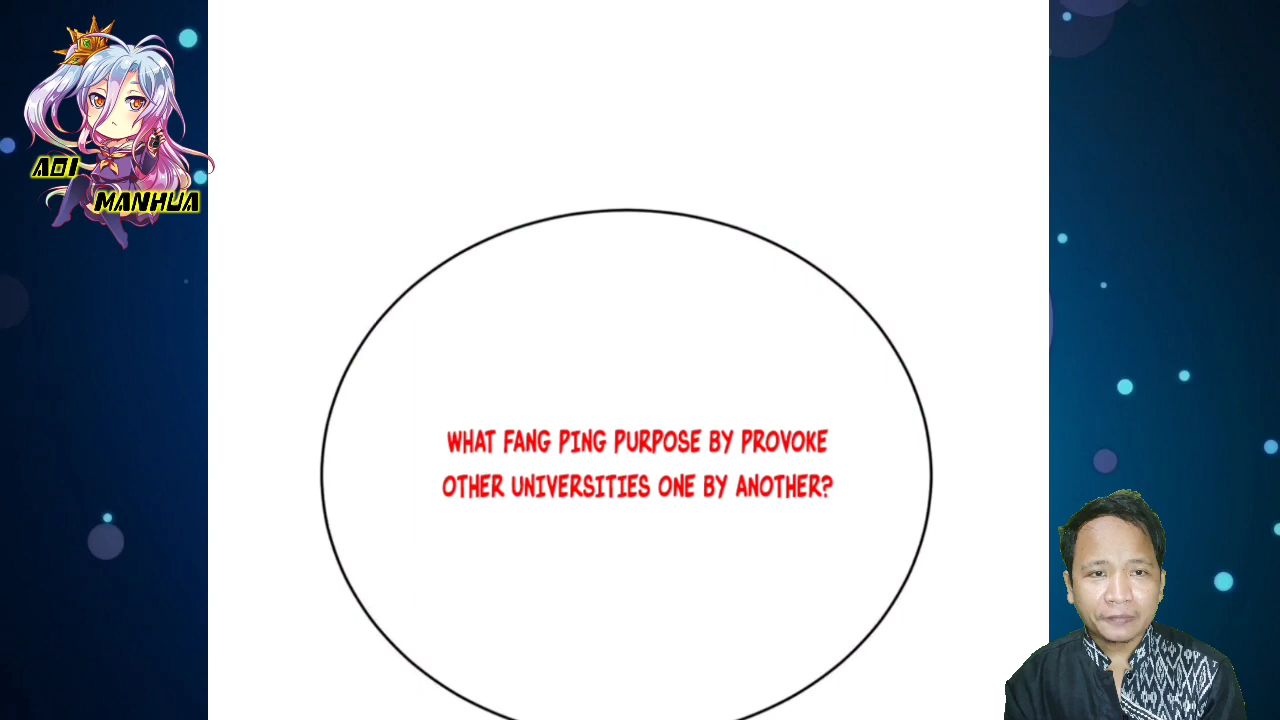 AOI
MANHUA
WHAT FANG PING PURPOSE BY PROVOKE
OTHER UNIVERSITIES ONE BY ANOTHER?